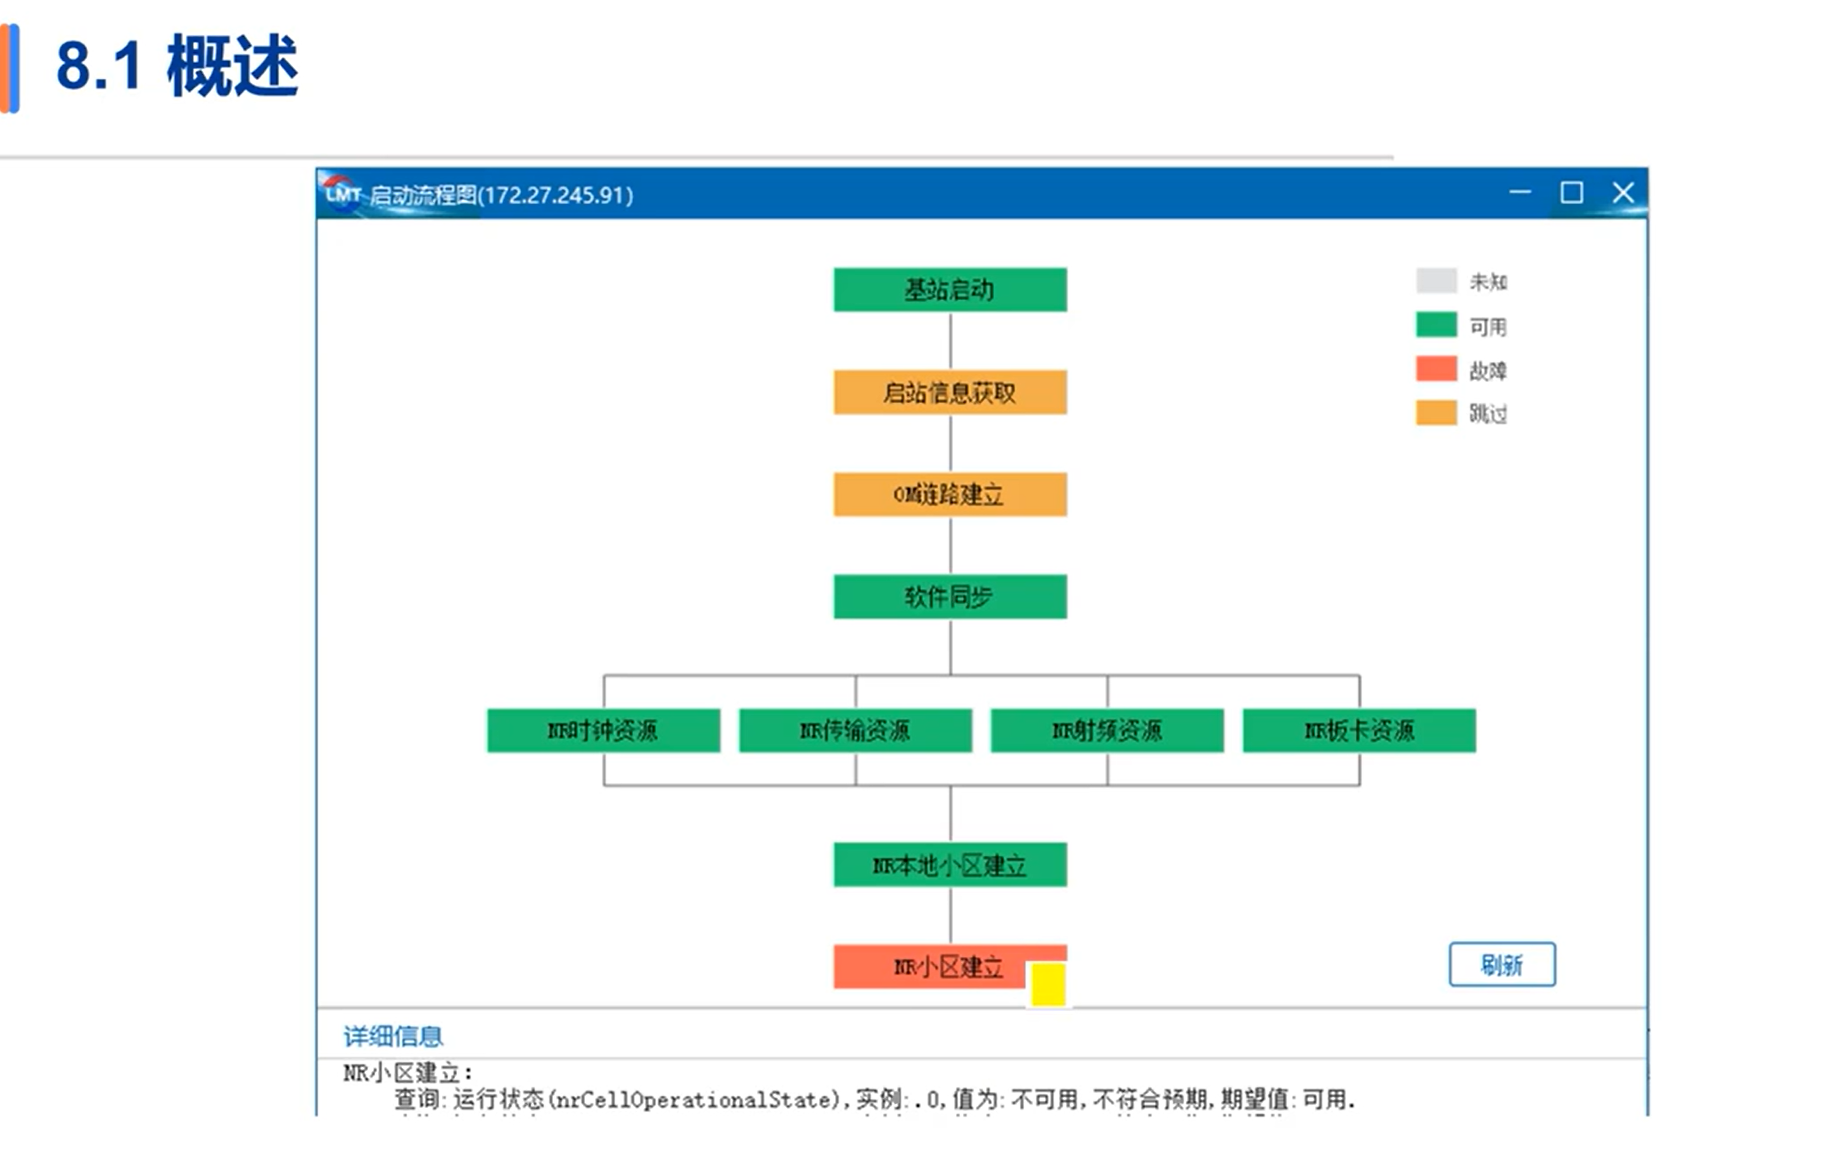 8.1 概述
LMT 启动流程图(172.27.245.91)
基站启动
未知
可用
故障
跳过
启站信息获取
OM链路建立
软件同步
NR时钟资源 NR传输资源 NR射频资源 NR板卡资源
NR本地小区建立
NR小区建立
刷新
详细信息
NR小区建立:
查询:运行状态(nrCellOperationalState),实例:.0,值为:不可用,不符合预期,期望值:可用.